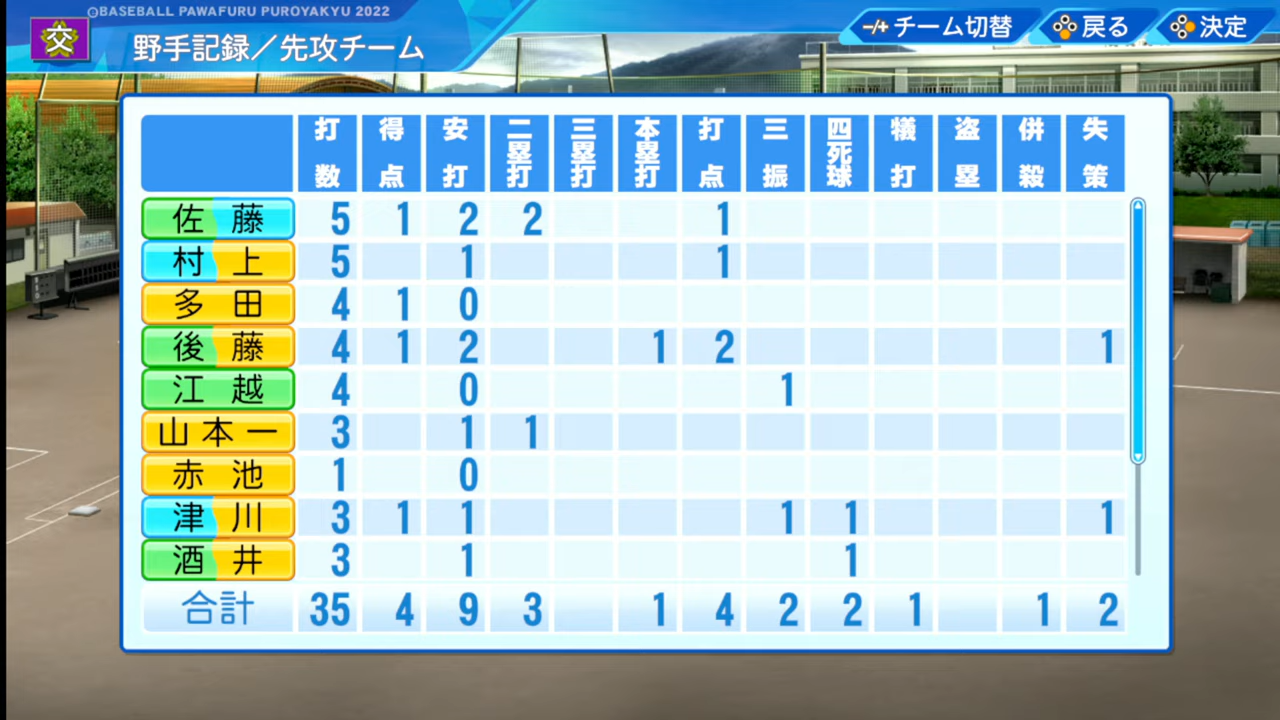 ©BASEBALL PAWAFURU PUROYAKYU 2022
交 野手記録／先攻チーム -/+ チーム切替 戻る 決定
打数 得点 安打 二塁打 三塁打 本塁打 打点 三振 四死球 犠打 盗塁 併殺 失策
佐藤 5 1 2 2 1
村上 5 1 1
多田 4 1 0
後藤 4 1 2 1 2 1
江越 4 0 1
山本一 3 1 1
赤池 1 0
津川 3 1 1 1 1 1
酒井 3 1 1
合計 35 4 9 3 1 4 2 2 1 1 2